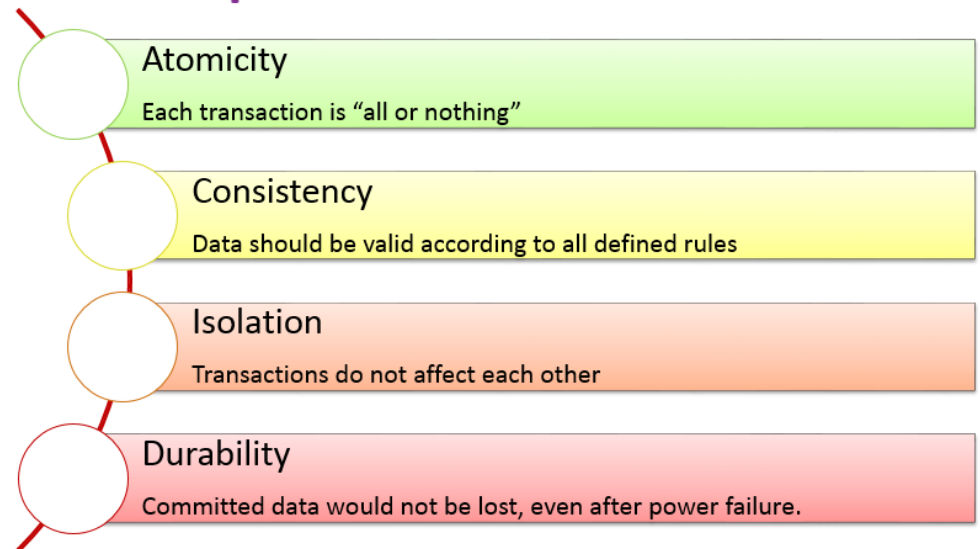 Atomicity
Each transaction is “all or nothing”
Consistency
Data should be valid according to all defined rules
Isolation
Transactions do not affect each other
Durability
Committed data would not be lost, even after power failure.